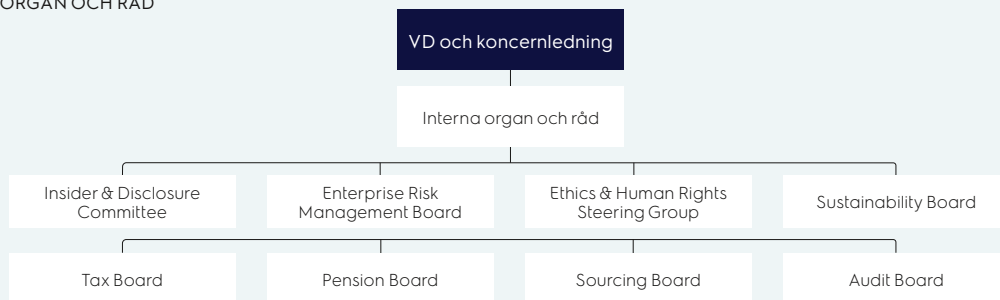 ORGAN OCH RÅD
VD och koncernledning
Interna organ och råd
Insider & Disclosure
Committee
Enterprise Risk
Management Board
Ethics & Human Rights
Steering Group
Sustainability Board
Tax Board
Pension Board
Sourcing Board
Audit Board